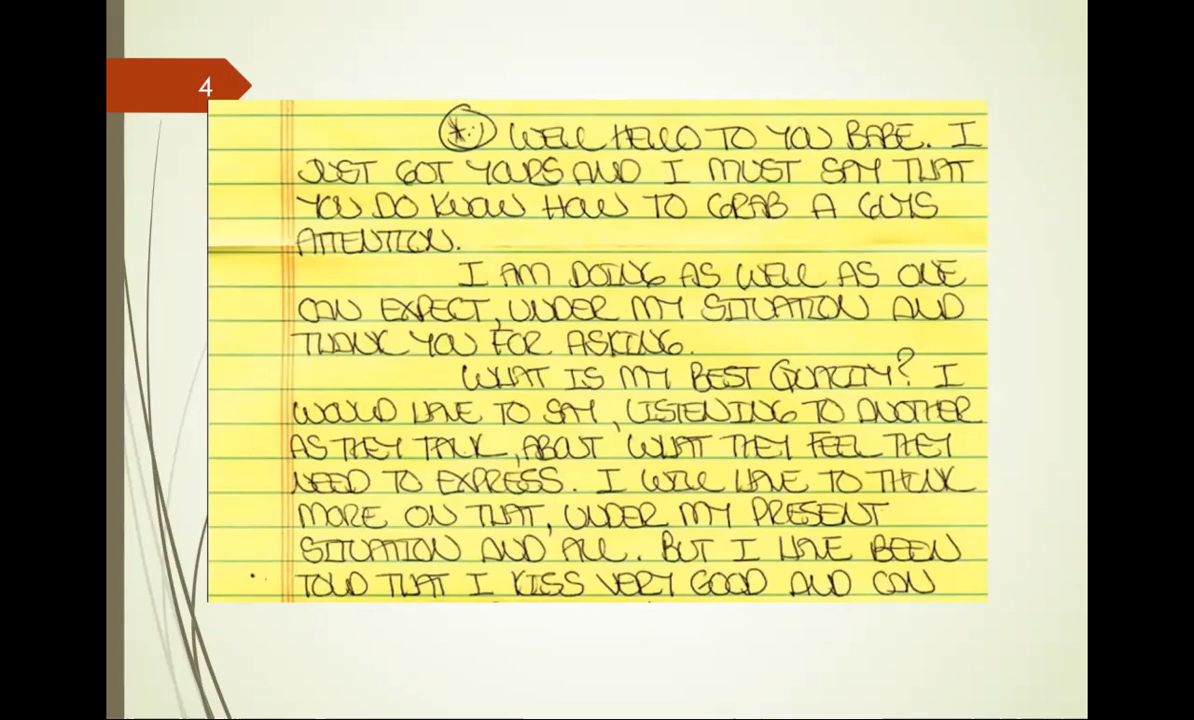 4
*:) WELL HELLO TO YOU BABE. I
JUST GOT YOURS AND I MUST SAY THAT
YOU DO KNOW HOW TO GRAB A GUYS
ATTENTION.
I AM DOING AS WELL AS ONE
CAN EXPECT, UNDER MY SITUATION AND
THANK YOU FOR ASKING.
WHAT IS MY BEST QUALITY? I
WOULD HAVE TO SAY, LISTENING TO ANOTHER
AS THEY TALK, ABOUT WHAT THEY FEEL THEY
NEED TO EXPRESS. I WILL HAVE TO THINK
MORE ON THAT, UNDER MY PRESENT
SITUATION AND ALL. BUT I HAVE BEEN
TOLD THAT I KISS VERY GOOD AND CAN